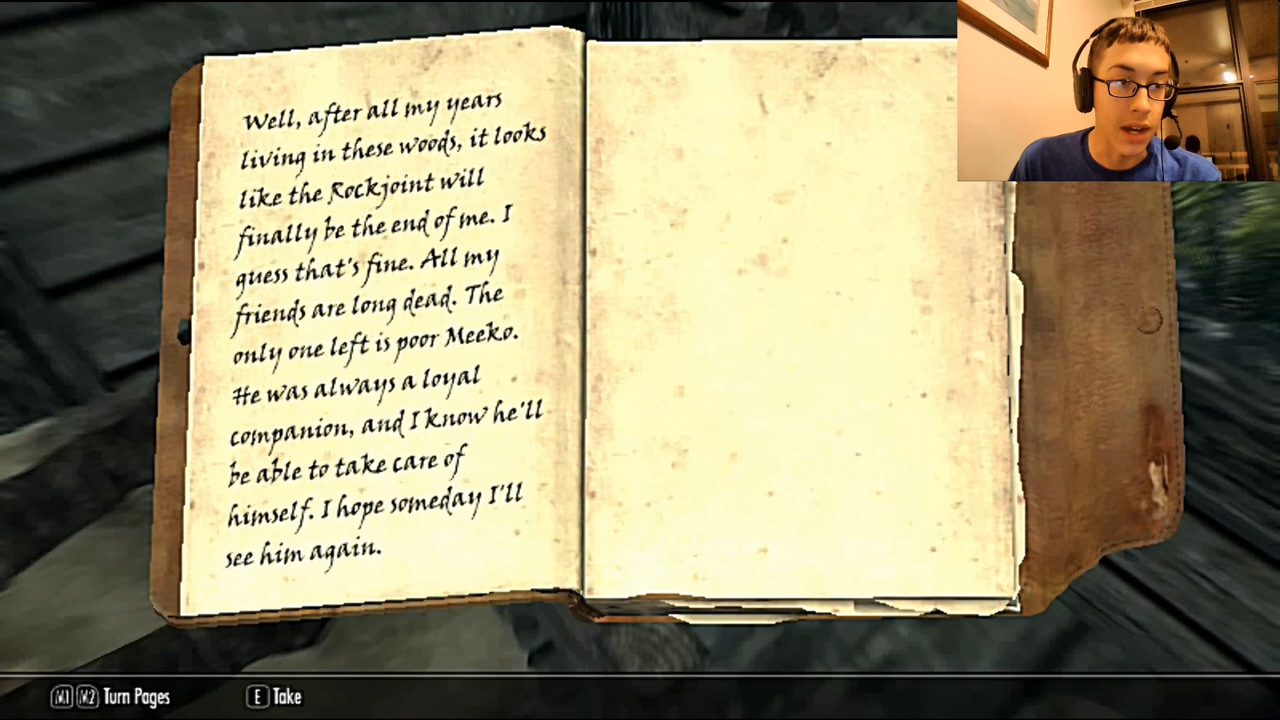 Well, after all my years
living in these woods, it looks
like the Rockjoint will
finally be the end of me. I
guess that's fine. All my
friends are long dead. The
only one left is poor Meeko.
He was always a loyal
companion, and I know he'll
be able to take care of
himself. I hope someday I'll
see him again.
M1 M2 Turn Pages E Take